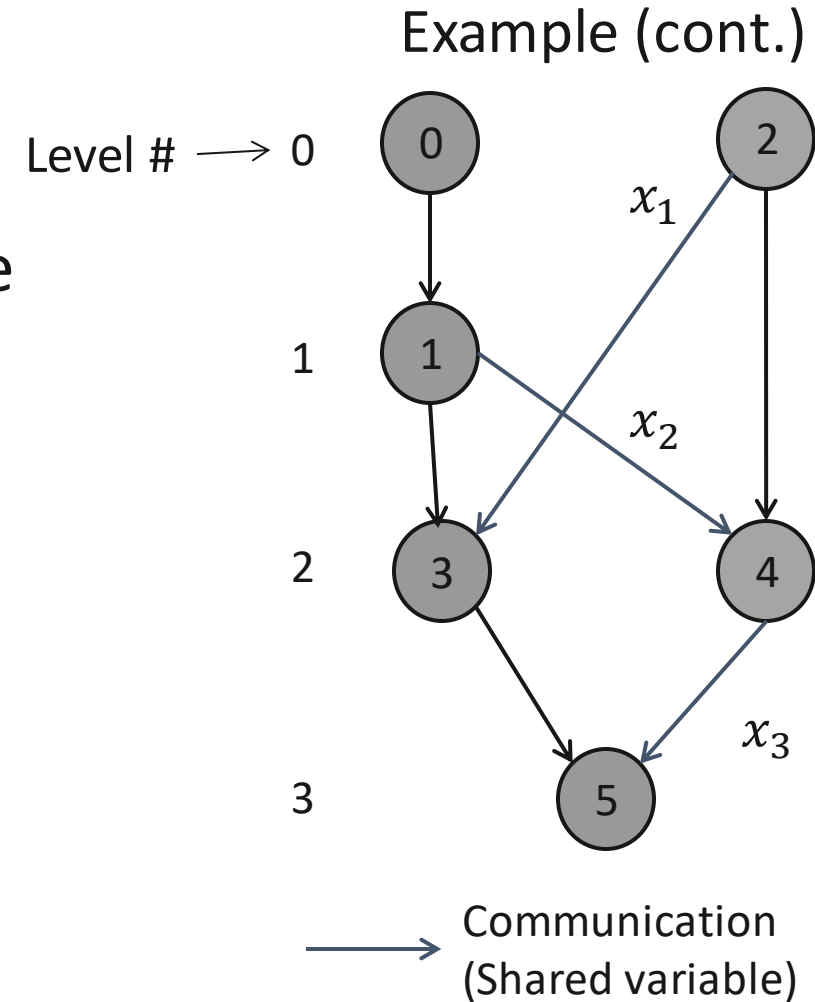 Example (cont.)
Level # 0
0
2
x₁
e
1
1
x₂
2
3
4
x₃
3
5
Communication
(Shared variable)